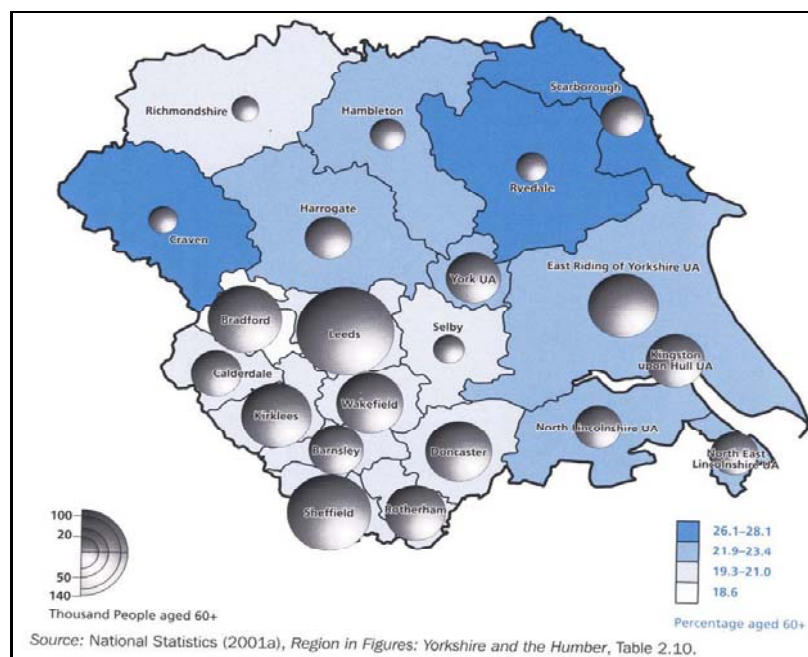 Scarborough
Richmondshire
Hambleton
Ryedale
Harrogate
Craven
York UA
East Riding of Yorkshire UA
Bradford
Leeds
Selby
Kingston
upon Hull UA
Calderdale
Wakefield
Kirklees
North Lincolnshire UA
Barnsley
Doncaster
North East
Lincolnshire UA
Sheffield
Rotherham
100
20
50
140
Thousand People aged 60+
26.1–28.1
21.9–23.4
19.3–21.0
18.6
Percentage aged 60+
Source: National Statistics (2001a), Region in Figures: Yorkshire and the Humber, Table 2.10.